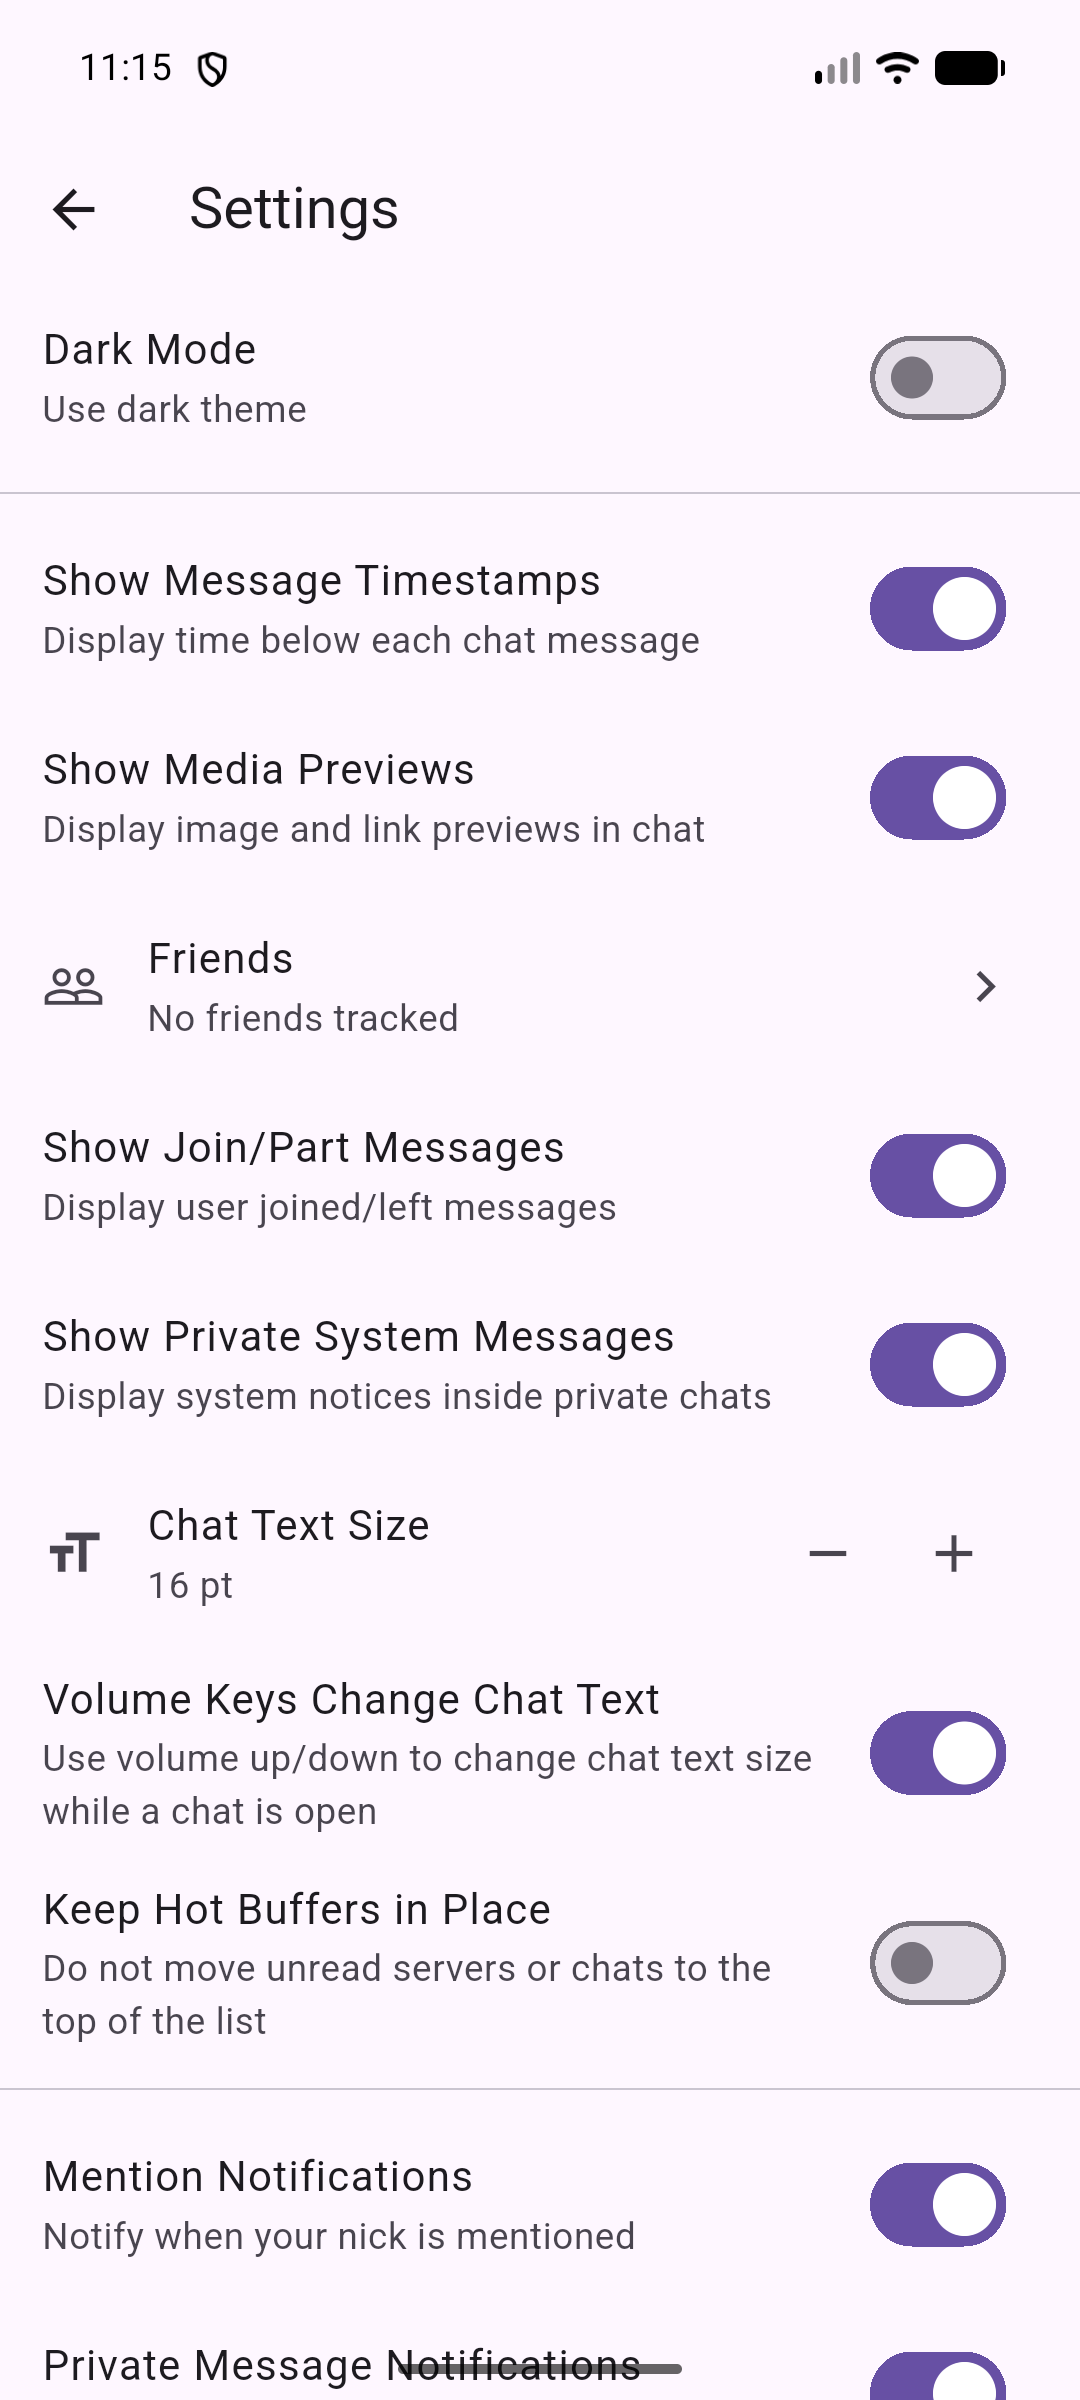 11:15
Settings
Dark Mode
Use dark theme
Show Message Timestamps
Display time below each chat message
Show Media Previews
Display image and link previews in chat
Friends
No friends tracked
Show Join/Part Messages
Display user joined/left messages
Show Private System Messages
Display system notices inside private chats
Chat Text Size
16 pt
Volume Keys Change Chat Text
Use volume up/down to change chat text size
while a chat is open
Keep Hot Buffers in Place
Do not move unread servers or chats to the
top of the list
Mention Notifications
Notify when your nick is mentioned
Private Message Notifications